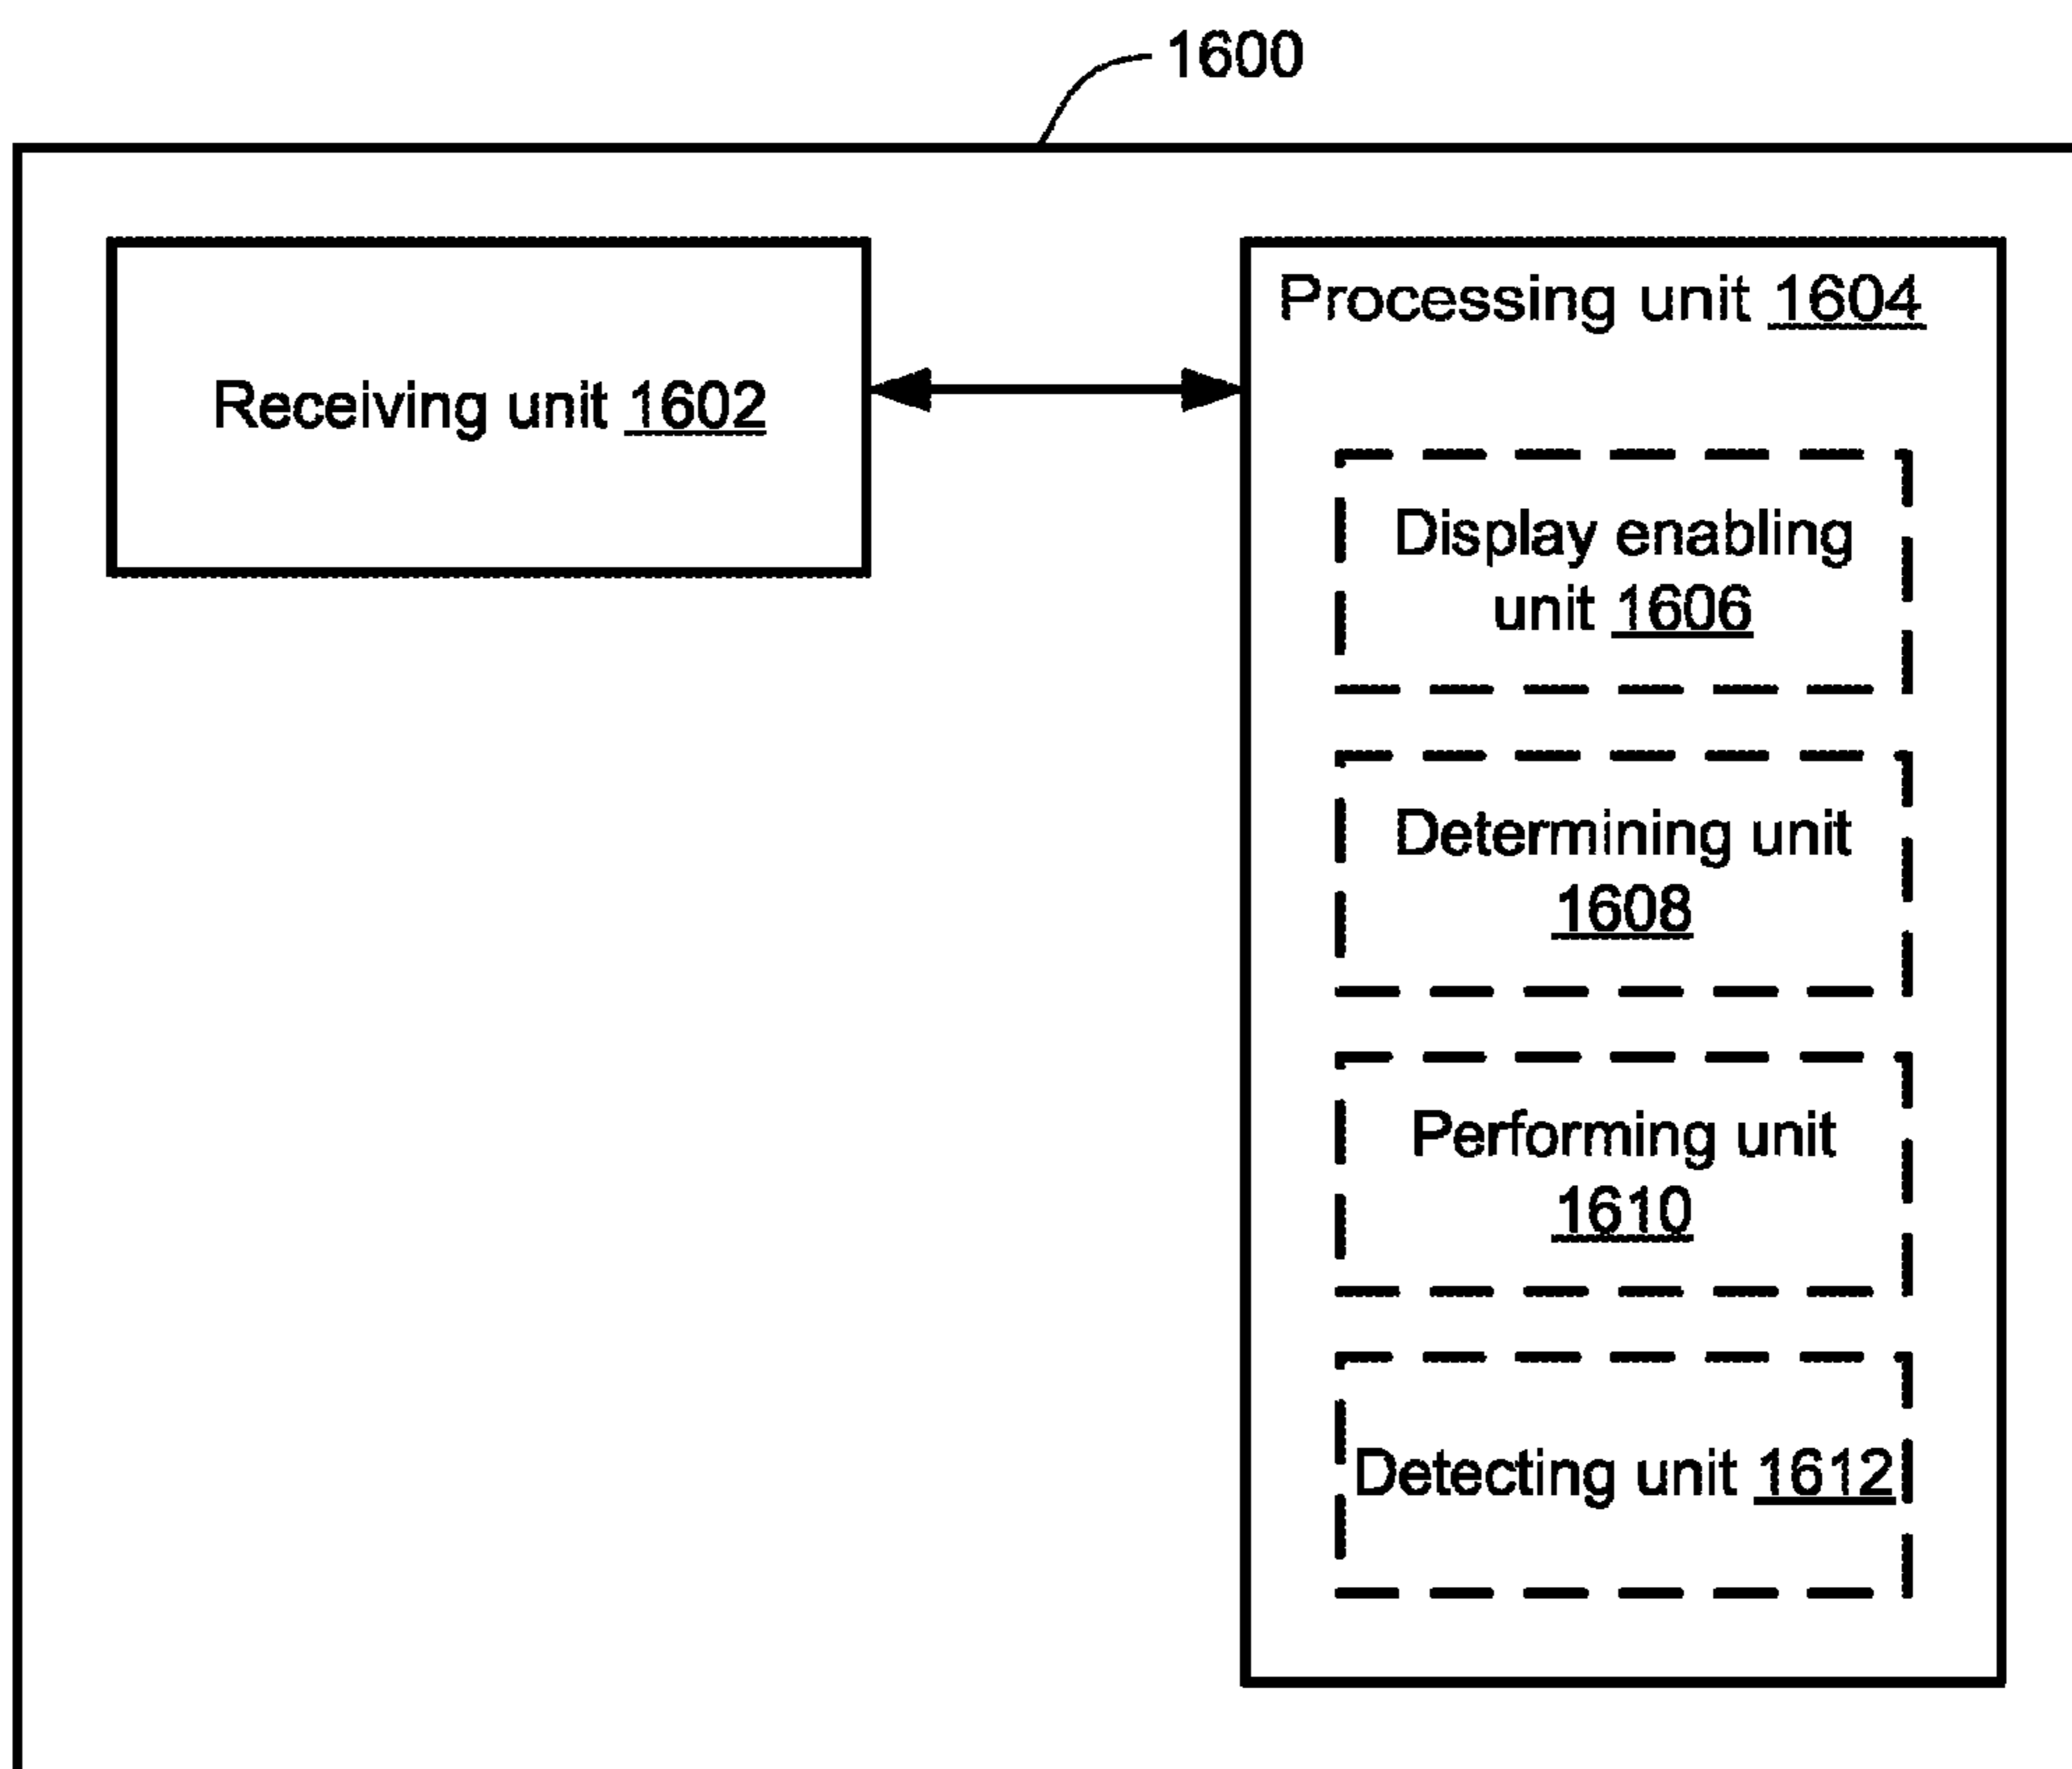 1600
Receiving unit 1602
Processing unit 1604
Display enabling
unit 1606
Determining unit
1608
Performing unit
1610
Detecting unit 1612